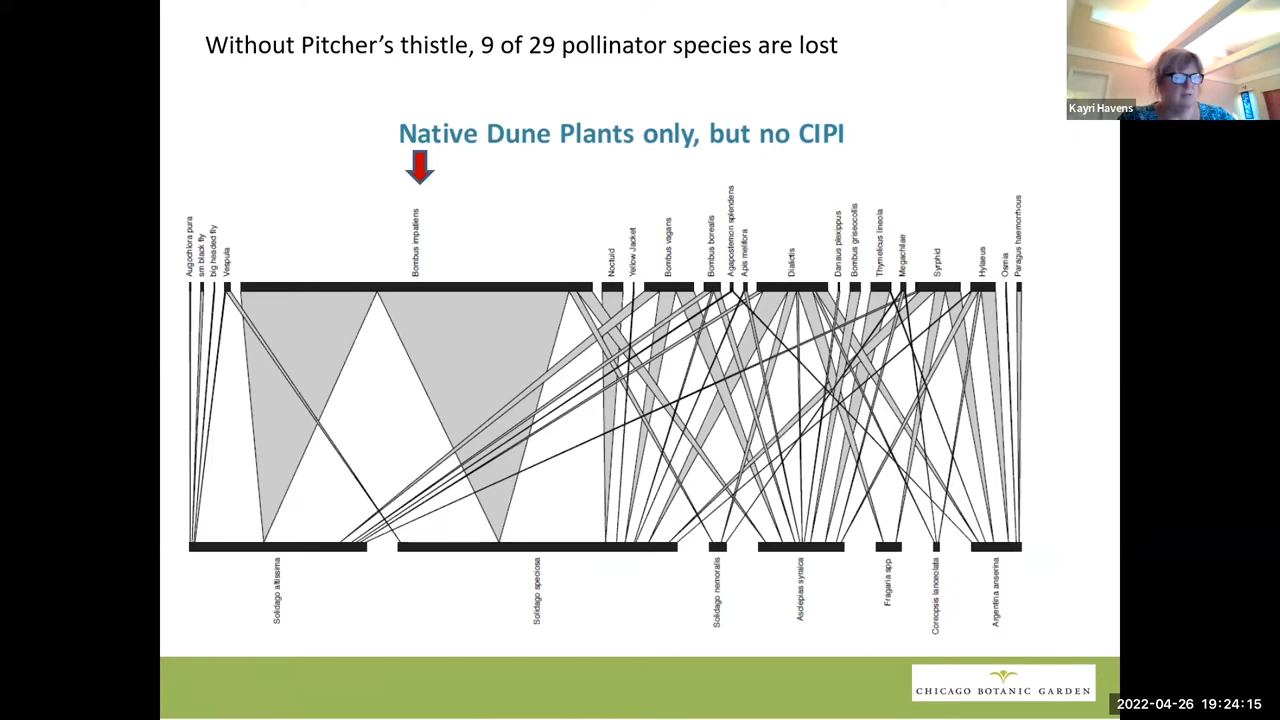 Without Pitcher's thistle, 9 of 29 pollinator species are lost
Kayri Havens
Native Dune Plants only, but no CIPI
Augochlora pura
sm black fly
big headed fly
Vespula
Bombus impatiens
Noctuid
Yellow Jacket
Bombus vagans
Bombus borealis
Agapostemon splendens
Apis mellifora
Dialictis
Danaus plexippus
Bombus griseocollis
Thymelicus lineola
Megachilae
Syrphid
Hylaeus
Osmia
Paragus haemorrhous
Solidago altissima
Solidago speciosa
Solidago nemoralis
Asclepias syraica
Fragaria spp.
Coreopsis lanceolata
Argentina anserina
CHICAGO BOTANIC GARDEN
2022-04-26 19:24:15